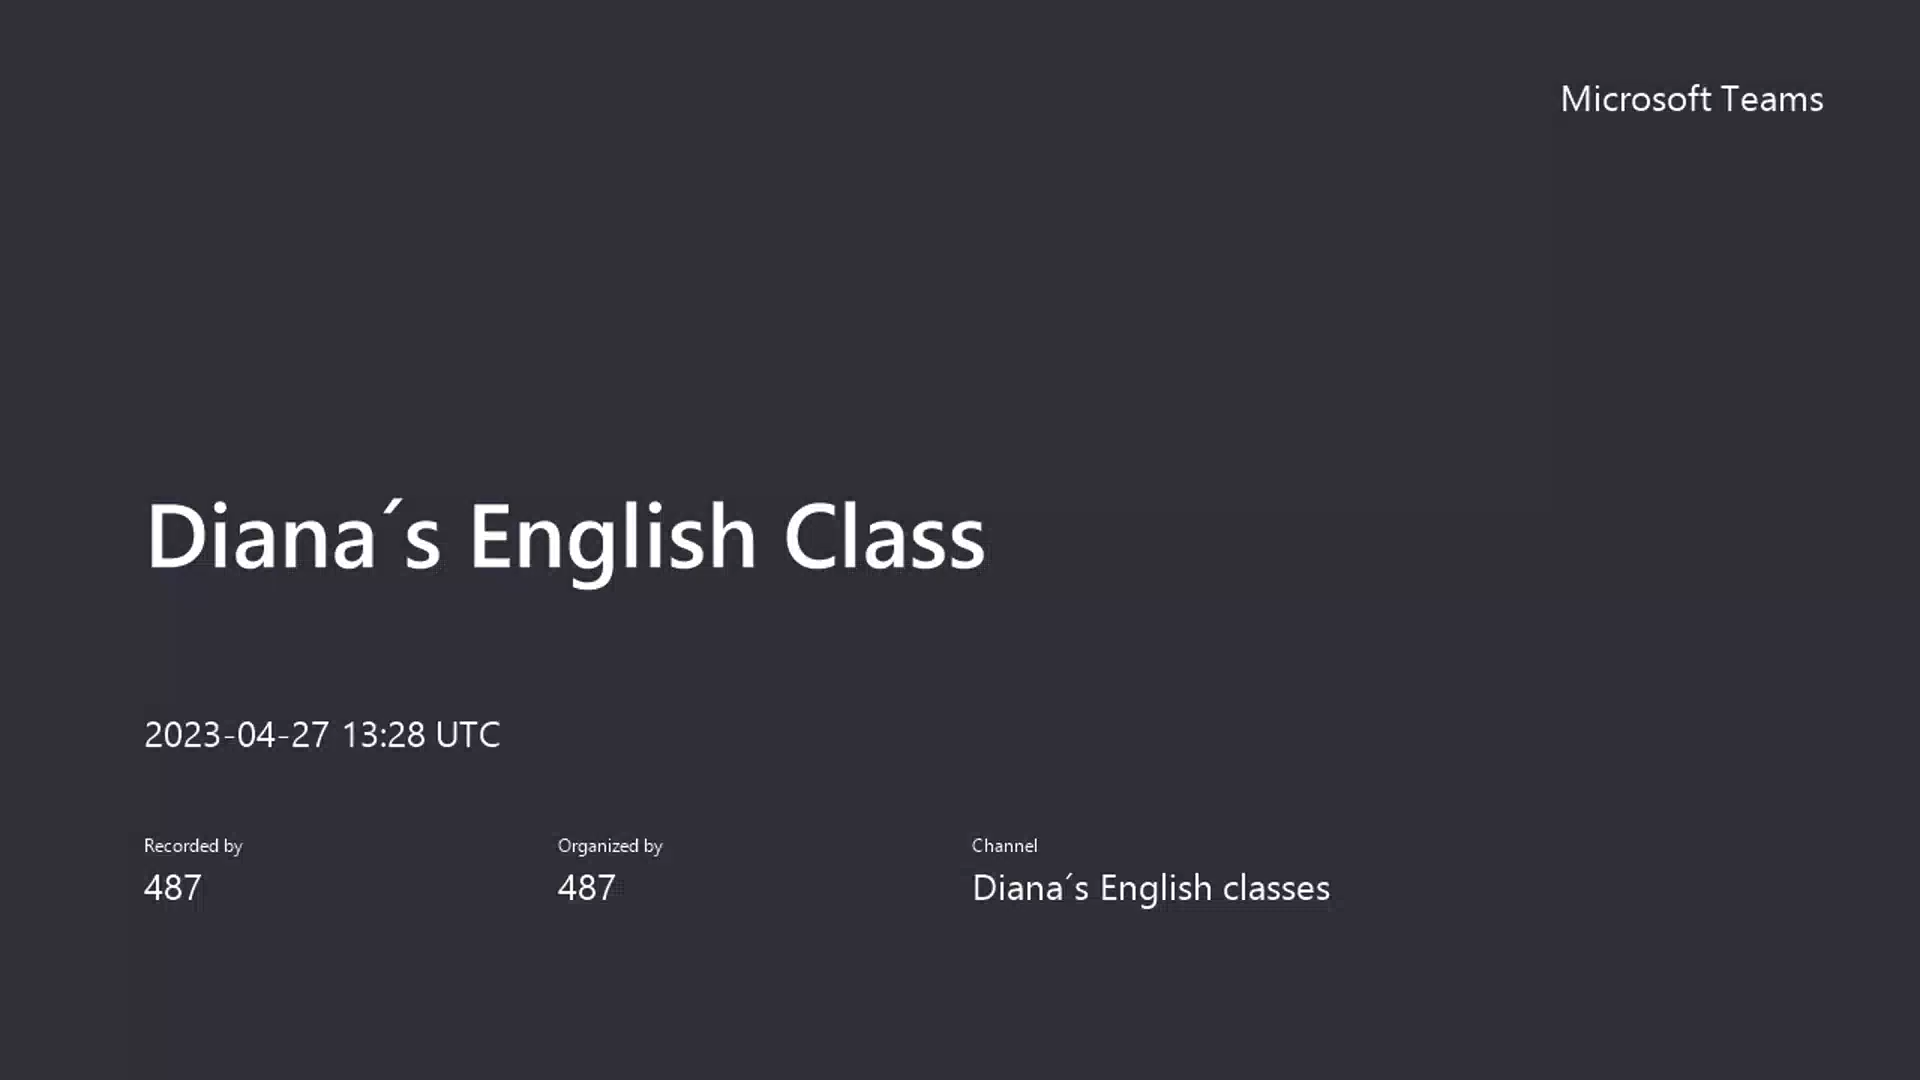 Microsoft Teams
Diana´s English Class
2023-04-27 13:28 UTC
Recorded by
487
Organized by
487
Channel
Diana´s English classes